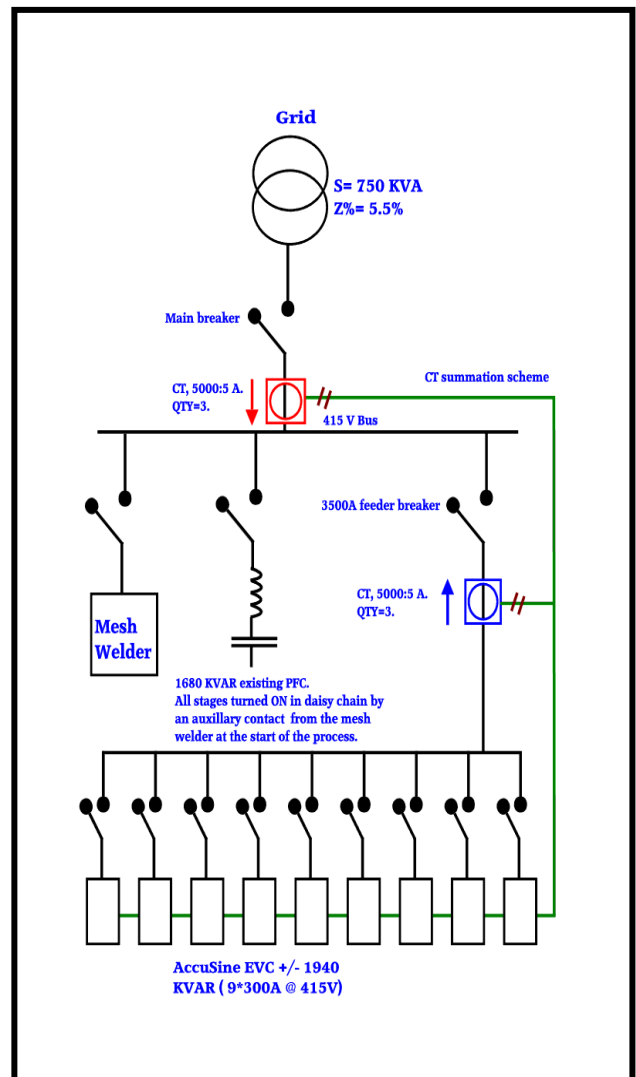 Grid
S= 750 KVA
Z%= 5.5%
Main breaker
CT summation scheme
CT, 5000:5 A.
QTY=3.
415 V Bus
3500A feeder breaker
CT, 5000:5 A.
QTY=3.
Mesh
Welder
1680 KVAR existing PFC.
All stages turned ON in daisy chain by
an auxillary contact from the mesh
welder at the start of the process.
AccuSine EVC +/- 1940
KVAR ( 9*300A @ 415V)